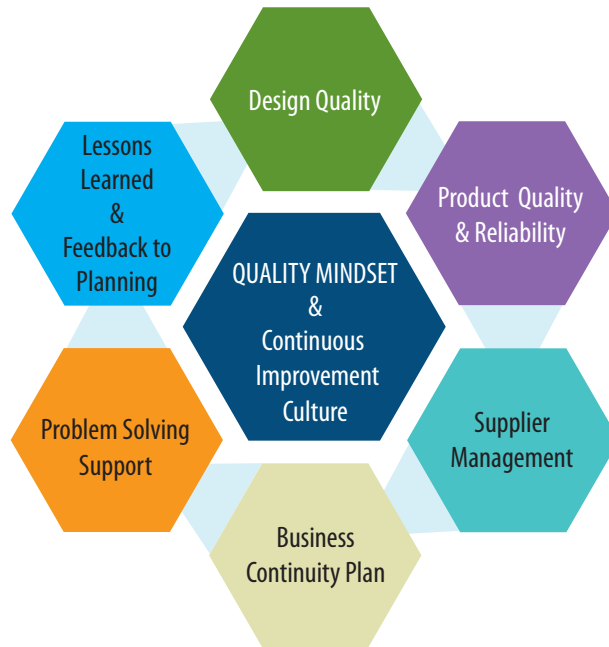 Design Quality
Lessons
Learned
&
Feedback to
Planning
Product Quality
& Reliability
QUALITY MINDSET
&
Continuous
Improvement
Culture
Problem Solving
Support
Supplier
Management
Business
Continuity Plan